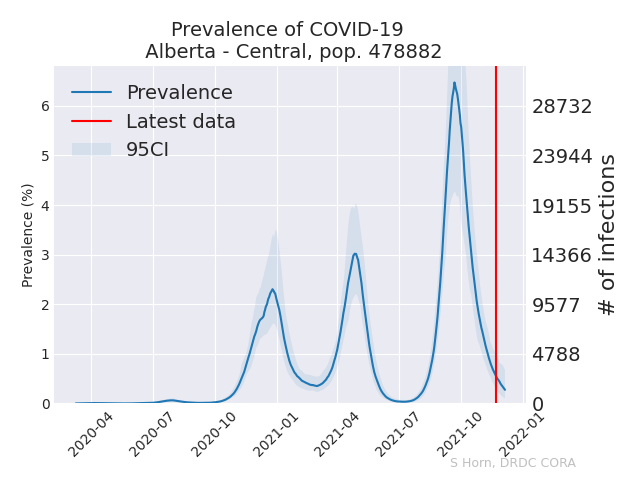 Prevalence of COVID-19
Alberta - Central, pop. 478882
Prevalence
Latest data
95CI
Prevalence (%)
6
5
4
3
2
1
0
28732
23944
19155
14366
9577
4788
0
# of infections
2020-04
2020-07
2020-10
2021-01
2021-04
2021-07
2021-10
2022-01
S Horn, DRDC CORA